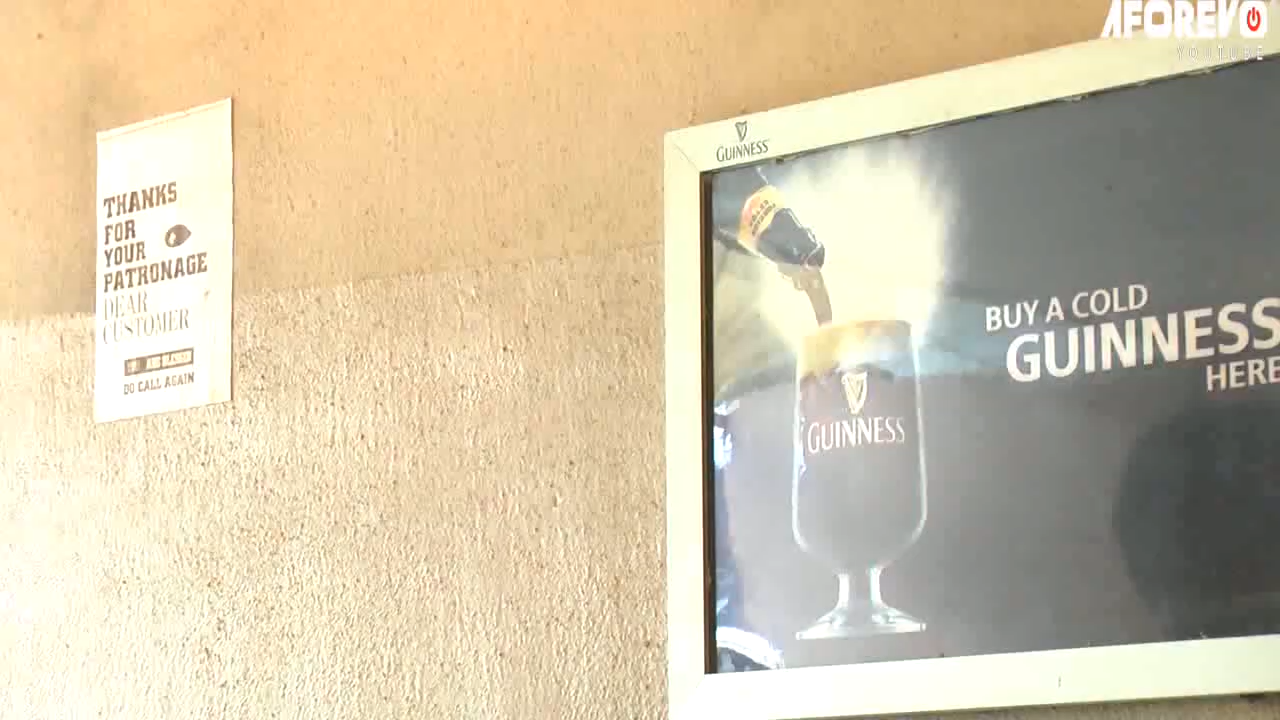 AFOREVO
YOUTUBE
THANKS
FOR
YOUR
PATRONAGE
DEAR
CUSTOMER
DO CALL AGAIN
GUINNESS
BUY A COLD
GUINNESS
HERE
GUINNESS